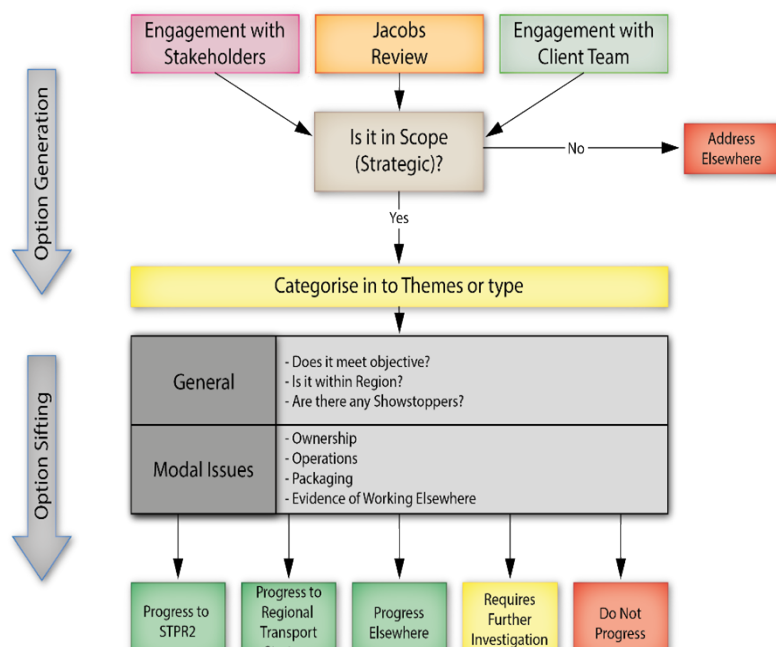 Engagement with
Stakeholders
Jacobs
Review
Engagement with
Client Team
Option Generation
Is it in Scope
(Strategic)?
No
Address
Elsewhere
Yes
Categorise in to Themes or type
Option Sifting
General
- Does it meet objective?
- Is it within Region?
- Are there any Showstoppers?
Modal Issues
- Ownership
- Operations
- Packaging
- Evidence of Working Elsewhere
Progress to
STPR2
Progress to
Regional
Transport
Progress
Elsewhere
Requires
Further
Investigation
Do Not
Progress